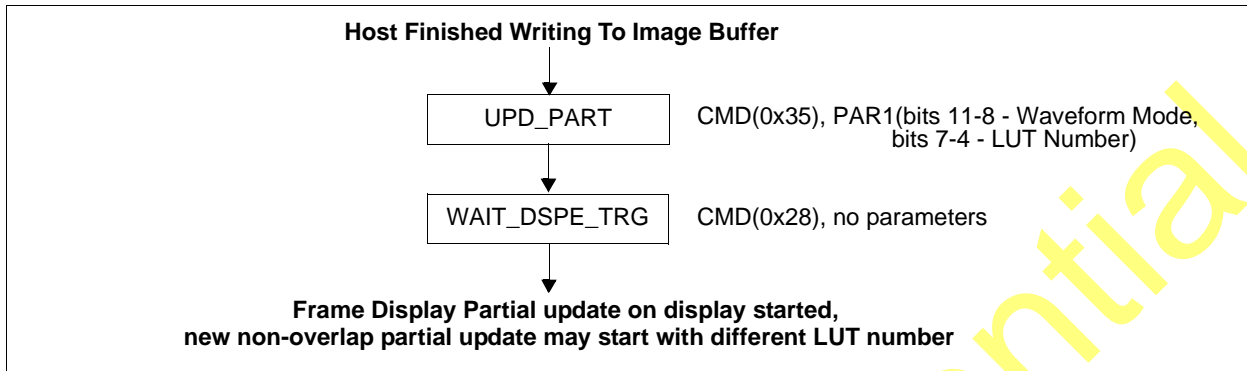 Host Finished Writing To Image Buffer
UPD_PART
CMD(0x35), PAR1(bits 11-8 - Waveform Mode,
bits 7-4 - LUT Number)
WAIT_DSPE_TRG
CMD(0x28), no parameters
Frame Display Partial update on display started,
new non-overlap partial update may start with different LUT number
ential